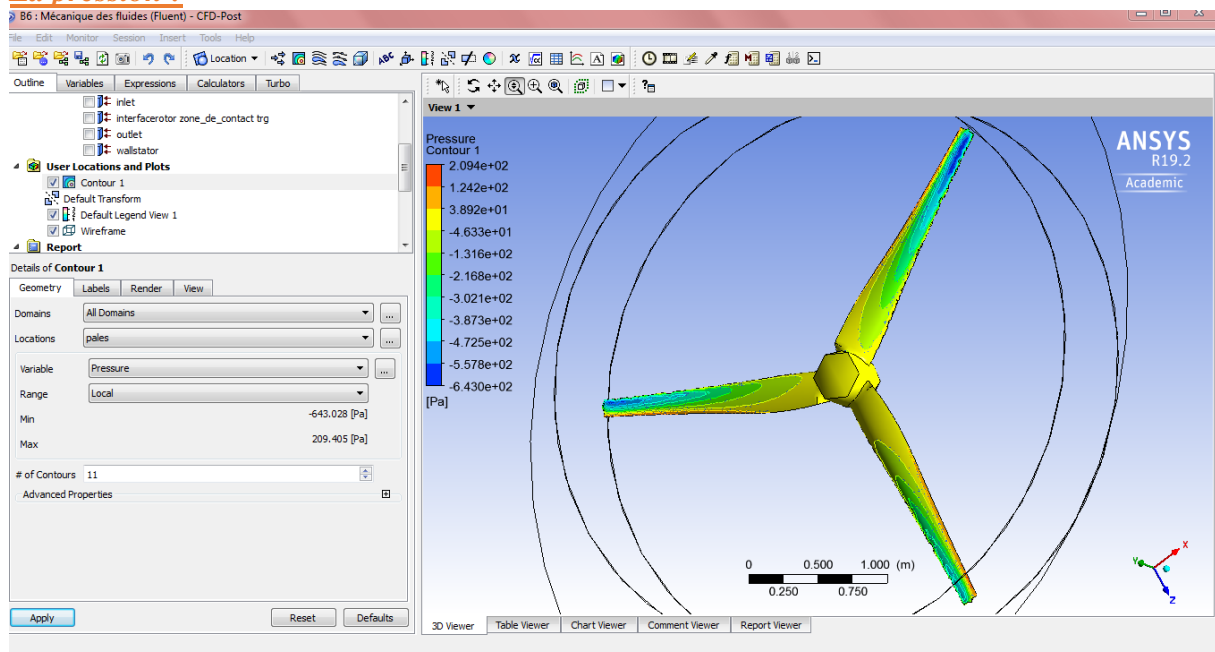 La pression :
B6 : Mécanique des fluides (Fluent) - CFD-Post
File Edit Monitor Session Insert Tools Help
Location
Outline Variables Expressions Calculators Turbo
inlet
interfacerotor zone_de_contact trg
outlet
wallstator
User Locations and Plots
Contour 1
Default Transform
Default Legend View 1
Wireframe
Report
Details of Contour 1
Geometry Labels Render View
Domains All Domains ...
Locations pales ...
Variable Pressure ...
Range Local
Min -643.028 [Pa]
Max 209.405 [Pa]
# of Contours 11
Advanced Properties
Apply Reset Defaults
View 1
Pressure
Contour 1
2.094e+02
1.242e+02
3.892e+01
-4.633e+01
-1.316e+02
-2.168e+02
-3.021e+02
-3.873e+02
-4.725e+02
-5.578e+02
-6.430e+02
[Pa]
ANSYS
R19.2
Academic
0 0.500 1.000 (m)
0.250 0.750
X
Y
Z
3D Viewer Table Viewer Chart Viewer Comment Viewer Report Viewer